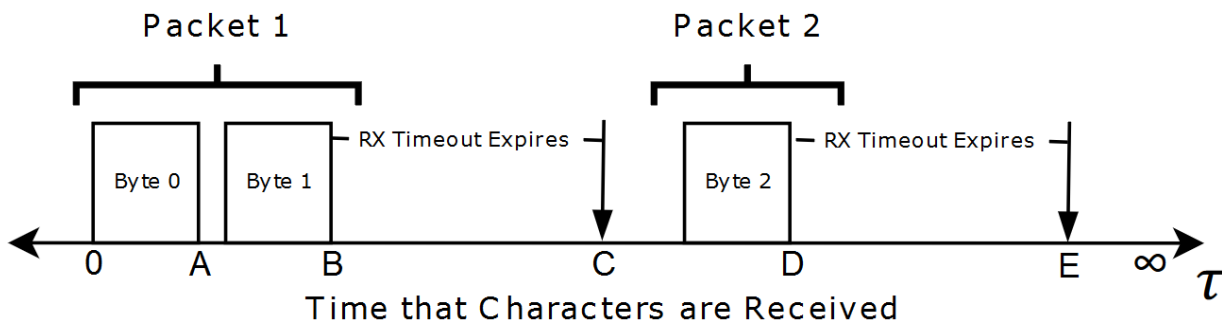 Packet 1 Packet 2
RX Timeout Expires RX Timeout Expires
Byte 0 Byte 1 Byte 2
0 A B C D E ∞
τ
Time that Characters are Received